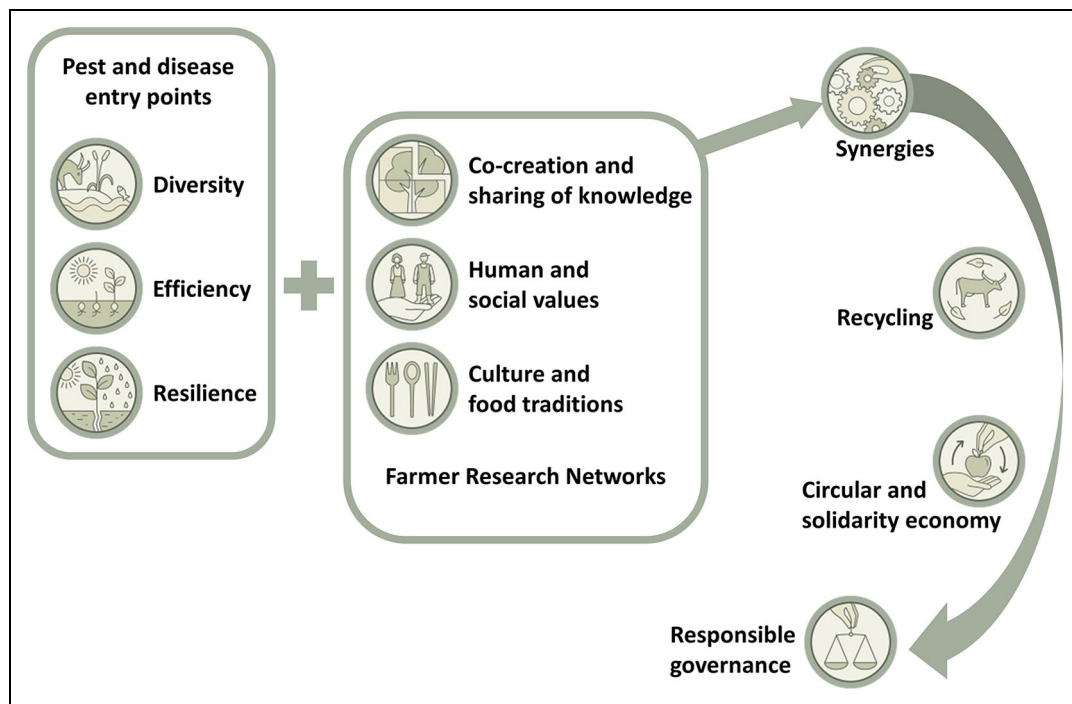 Pest and disease
entry points
Diversity
Efficiency
Resilience
Co-creation and
sharing of knowledge
Human and
social values
Culture and
food traditions
Farmer Research Networks
Synergies
Recycling
Circular and
solidarity economy
Responsible
governance